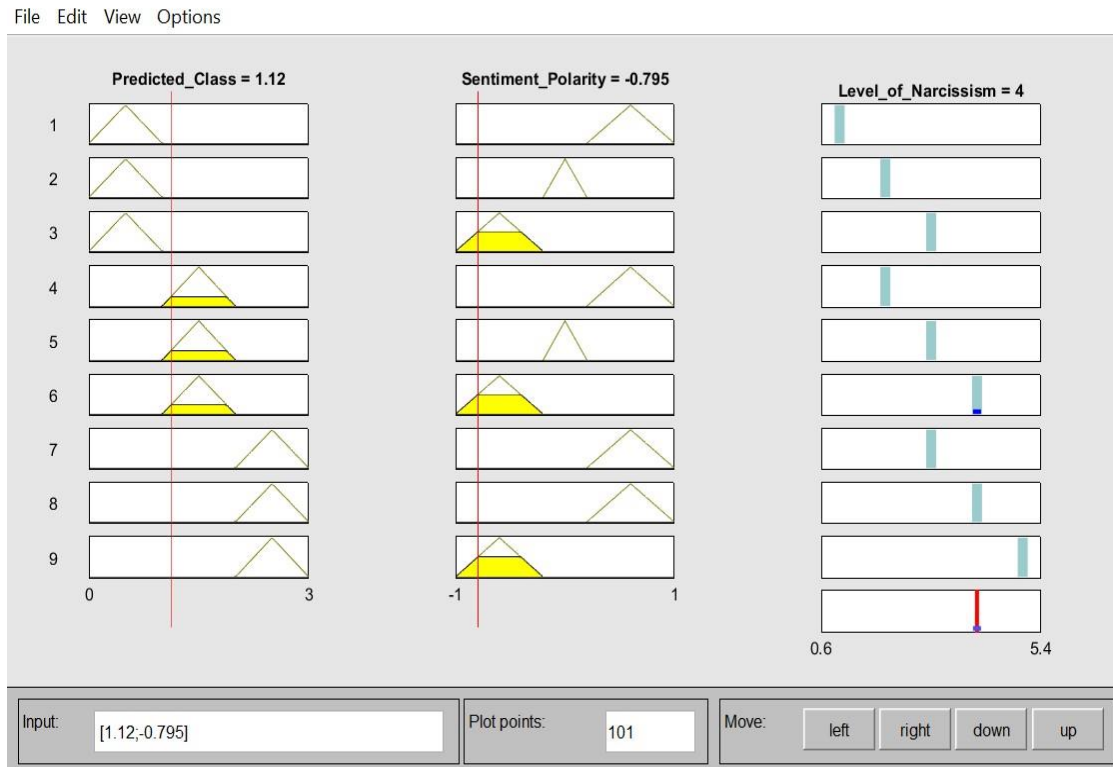 File Edit View Options
Predicted_Class = 1.12
Sentiment_Polarity = -0.795
Level_of_Narcissism = 4
1
2
3
4
5
6
7
8
9
0 3
-1 1
0.6 5.4
Input: [1.12;-0.795]
Plot points: 101
Move: left right down up